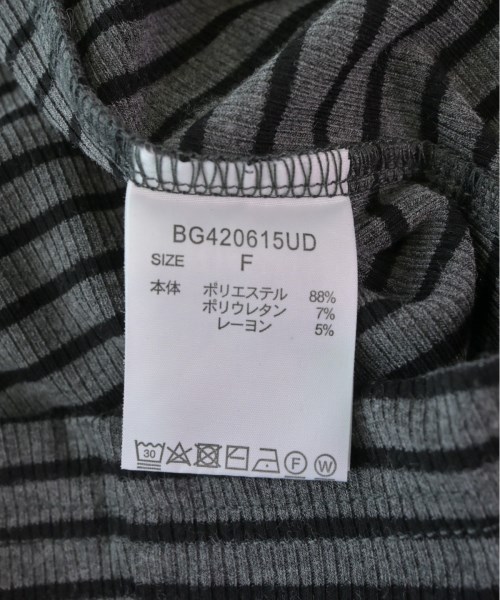 BG420615UD
SIZE F
本体 ポリエステル 88%
ポリウレタン 7%
レーヨン 5%
30 F W